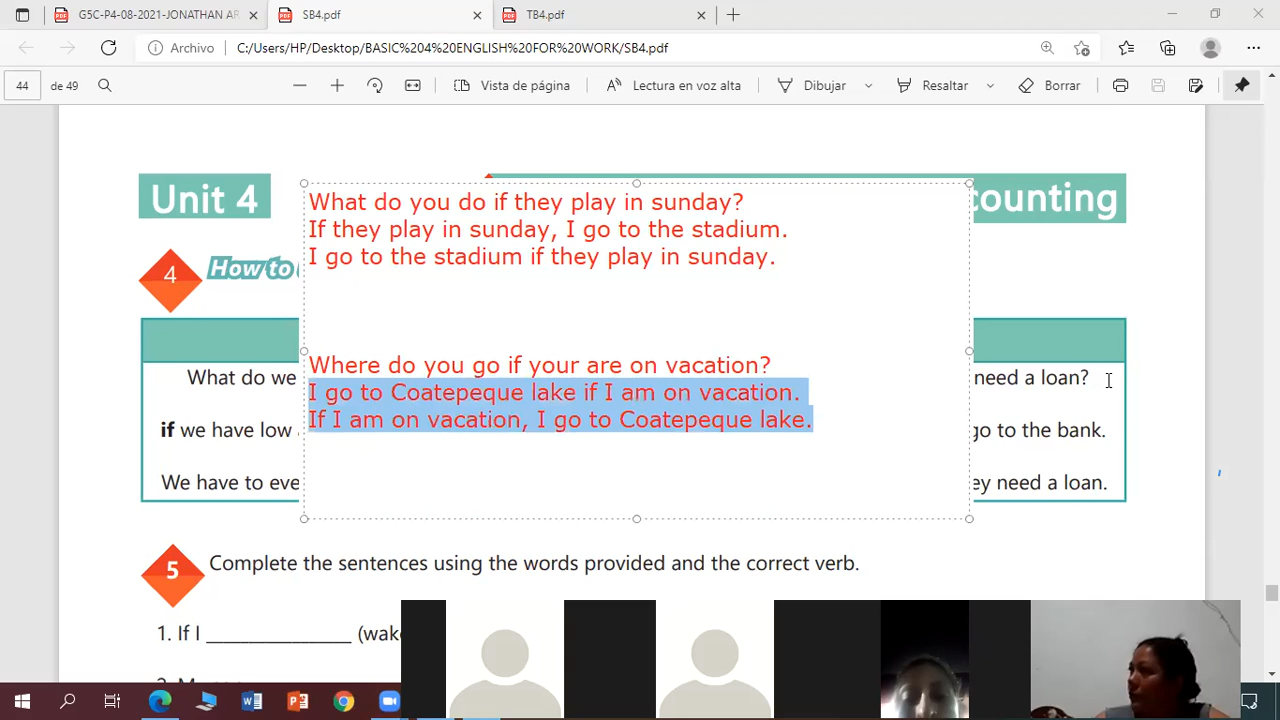 G5C-P4-08-2021-JONATHAN AR
SB4.pdf
TB4.pdf
Archivo
C:/Users/HP/Desktop/BASIC%204%20ENGLISH%20FOR%20WORK/SB4.pdf
44
de 49
Vista de página
Lectura en voz alta
Dibujar
Resaltar
Borrar
Unit 4
counting
4
How to
What do you do if they play in sunday?
If they play in sunday, I go to the stadium.
I go to the stadium if they play in sunday.
Where do you go if your are on vacation?
I go to Coatepeque lake if I am on vacation.
If I am on vacation, I go to Coatepeque lake.
What do we
need a loan?
if we have low
go to the bank.
We have to eve
ey need a loan.
5
Complete the sentences using the words provided and the correct verb.
1. If I ________________ (wake